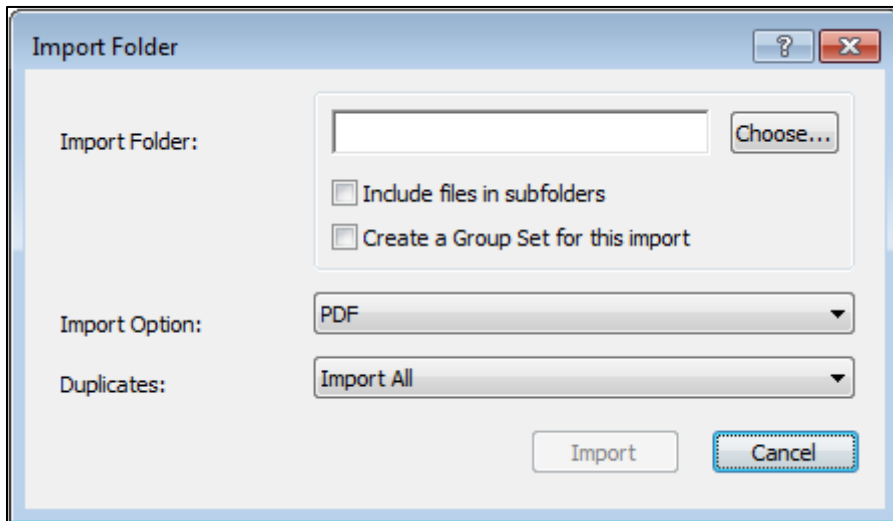 Import Folder
?
Import Folder:
Choose...
Include files in subfolders
Create a Group Set for this import
Import Option:
PDF
Duplicates:
Import All
Import
Cancel